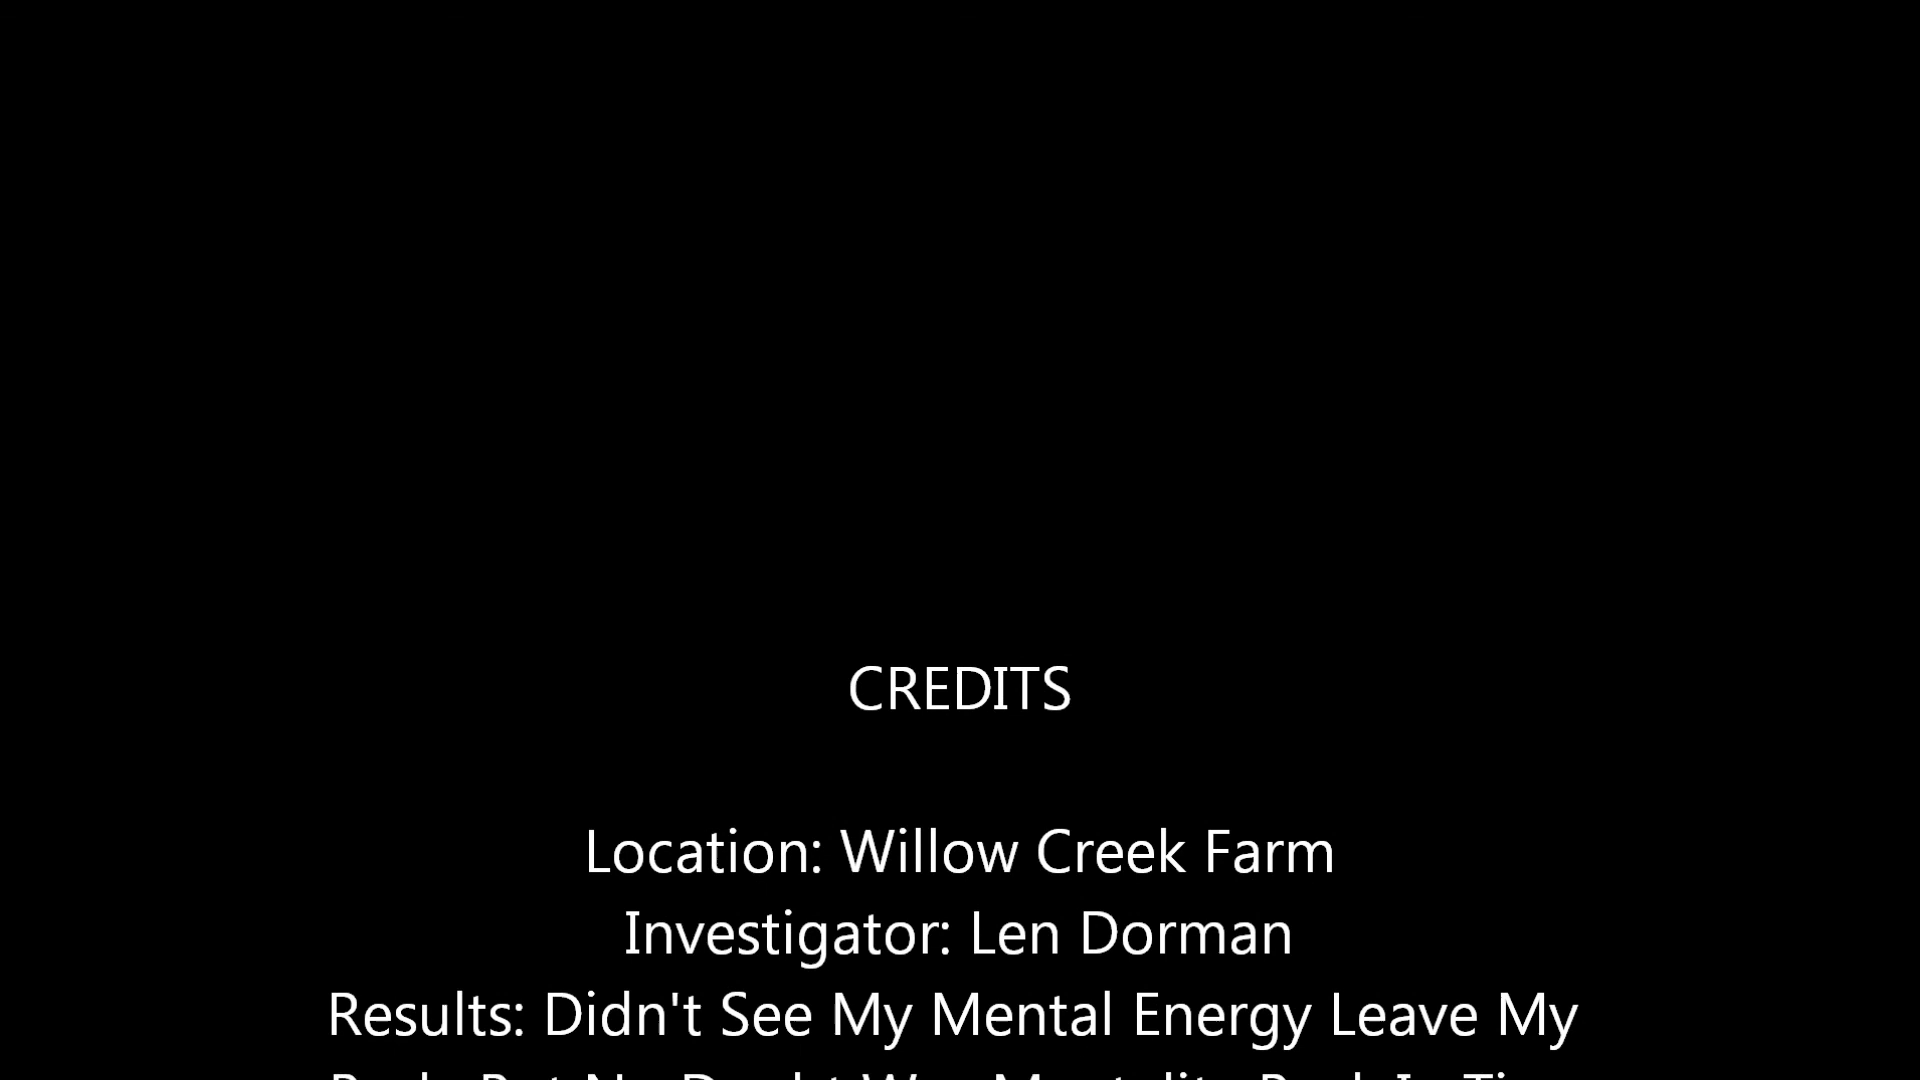 CREDITS
Location: Willow Creek Farm
Investigator: Len Dorman
Results: Didn't See My Mental Energy Leave My